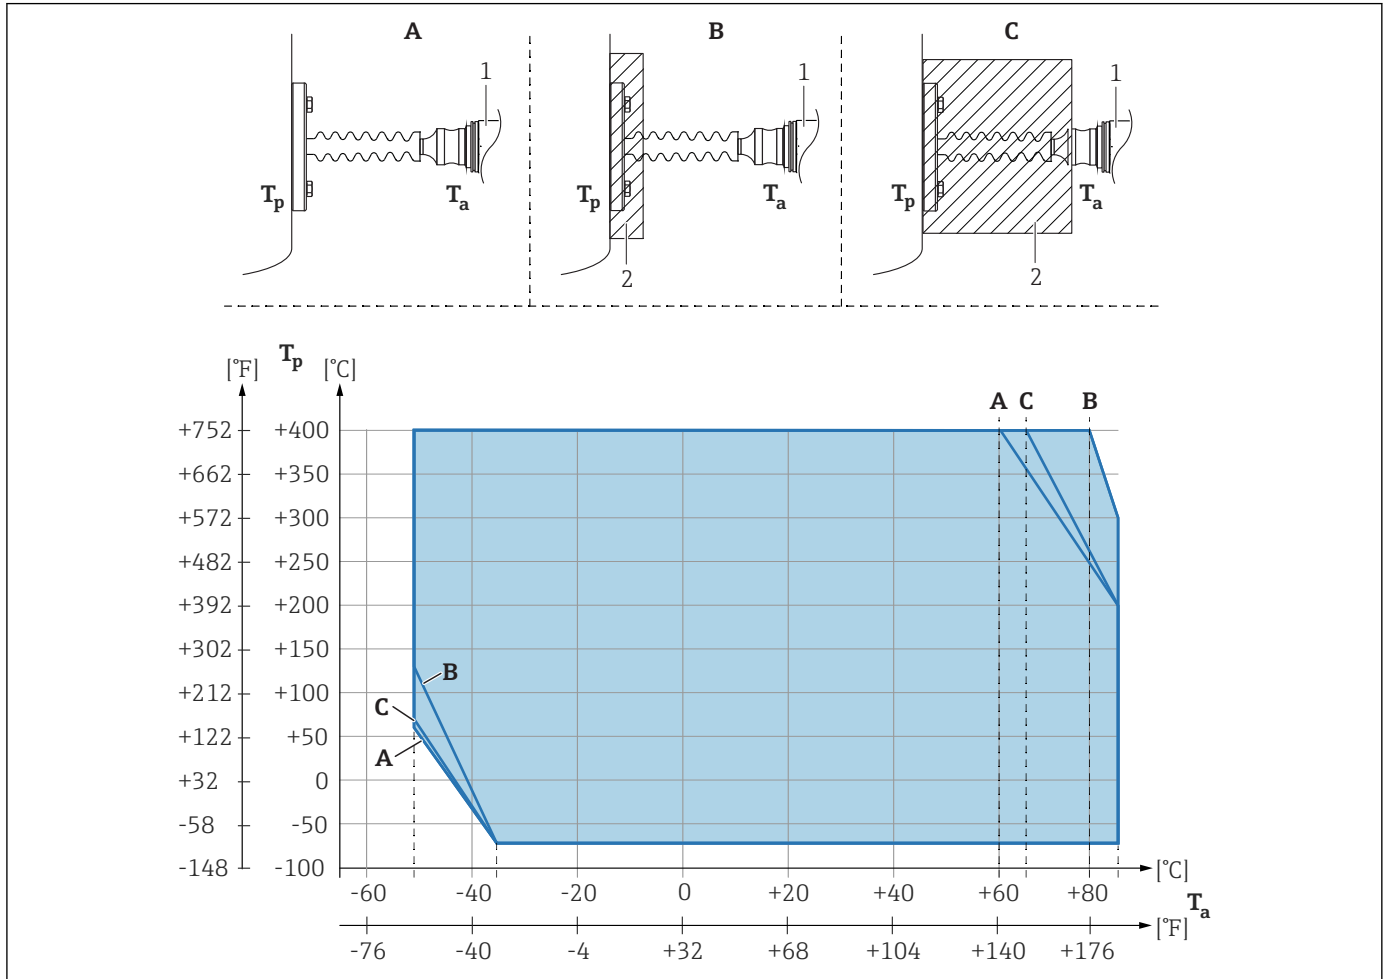 A B C
1 1 1
Tp Ta Tp Ta Tp Ta
2 2
Tp
[°F] [°C]
A C B
+752 +400
+662 +350
+572 +300
+482 +250
+392 +200
+302 +150
B
+212 +100
C
+122 +50
A
+32 0
-58 -50
-148 -100
[°C]
-60 -40 -20 0 +20 +40 +60 +80
Ta
[°F]
-76 -40 -4 +32 +68 +104 +140 +176